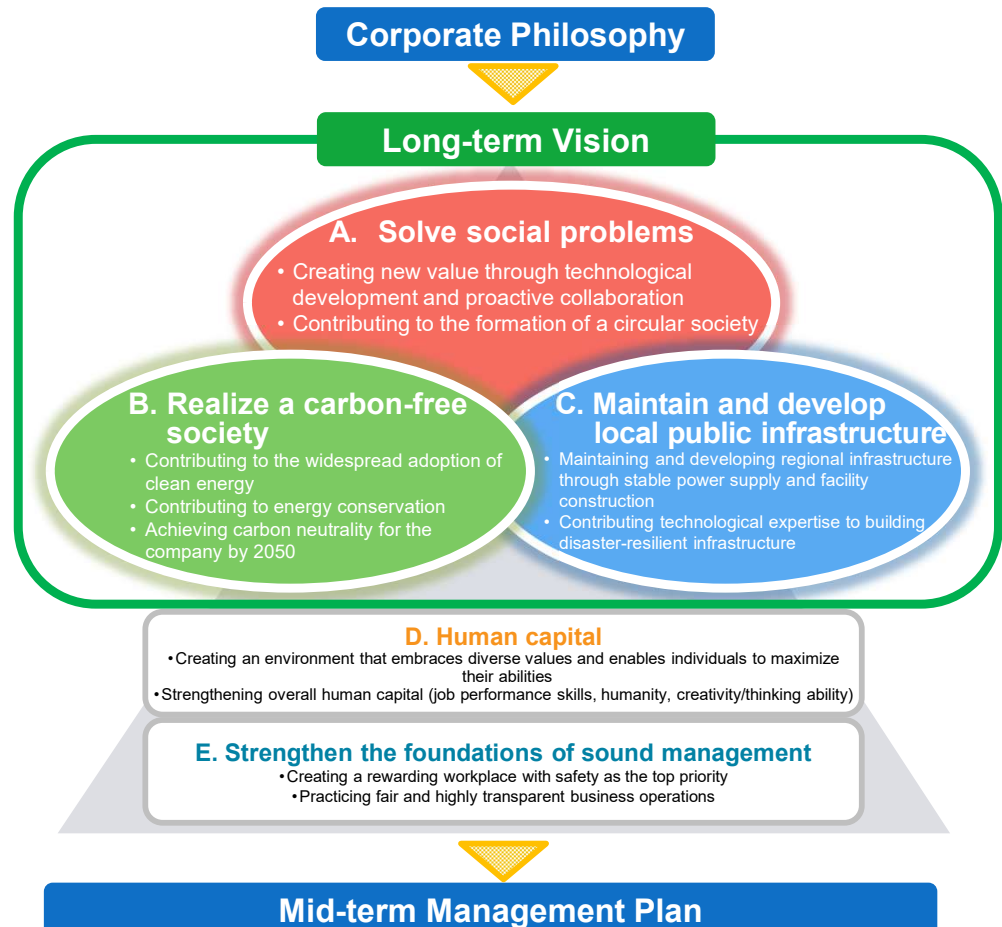 Corporate Philosophy
Long-term Vision
A. Solve social problems
• Creating new value through technological
development and proactive collaboration
• Contributing to the formation of a circular society
B. Realize a carbon-free
society
• Contributing to the widespread adoption of
clean energy
• Contributing to energy conservation
• Achieving carbon neutrality for the
company by 2050
C. Maintain and develop
local public infrastructure
• Maintaining and developing regional infrastructure
through stable power supply and facility
construction
• Contributing technological expertise to building
disaster-resilient infrastructure
D. Human capital
•Creating an environment that embraces diverse values and enables individuals to maximize
their abilities
•Strengthening overall human capital (job performance skills, humanity, creativity/thinking ability)
E. Strengthen the foundations of sound management
•Creating a rewarding workplace with safety as the top priority
•Practicing fair and highly transparent business operations
Mid-term Management Plan